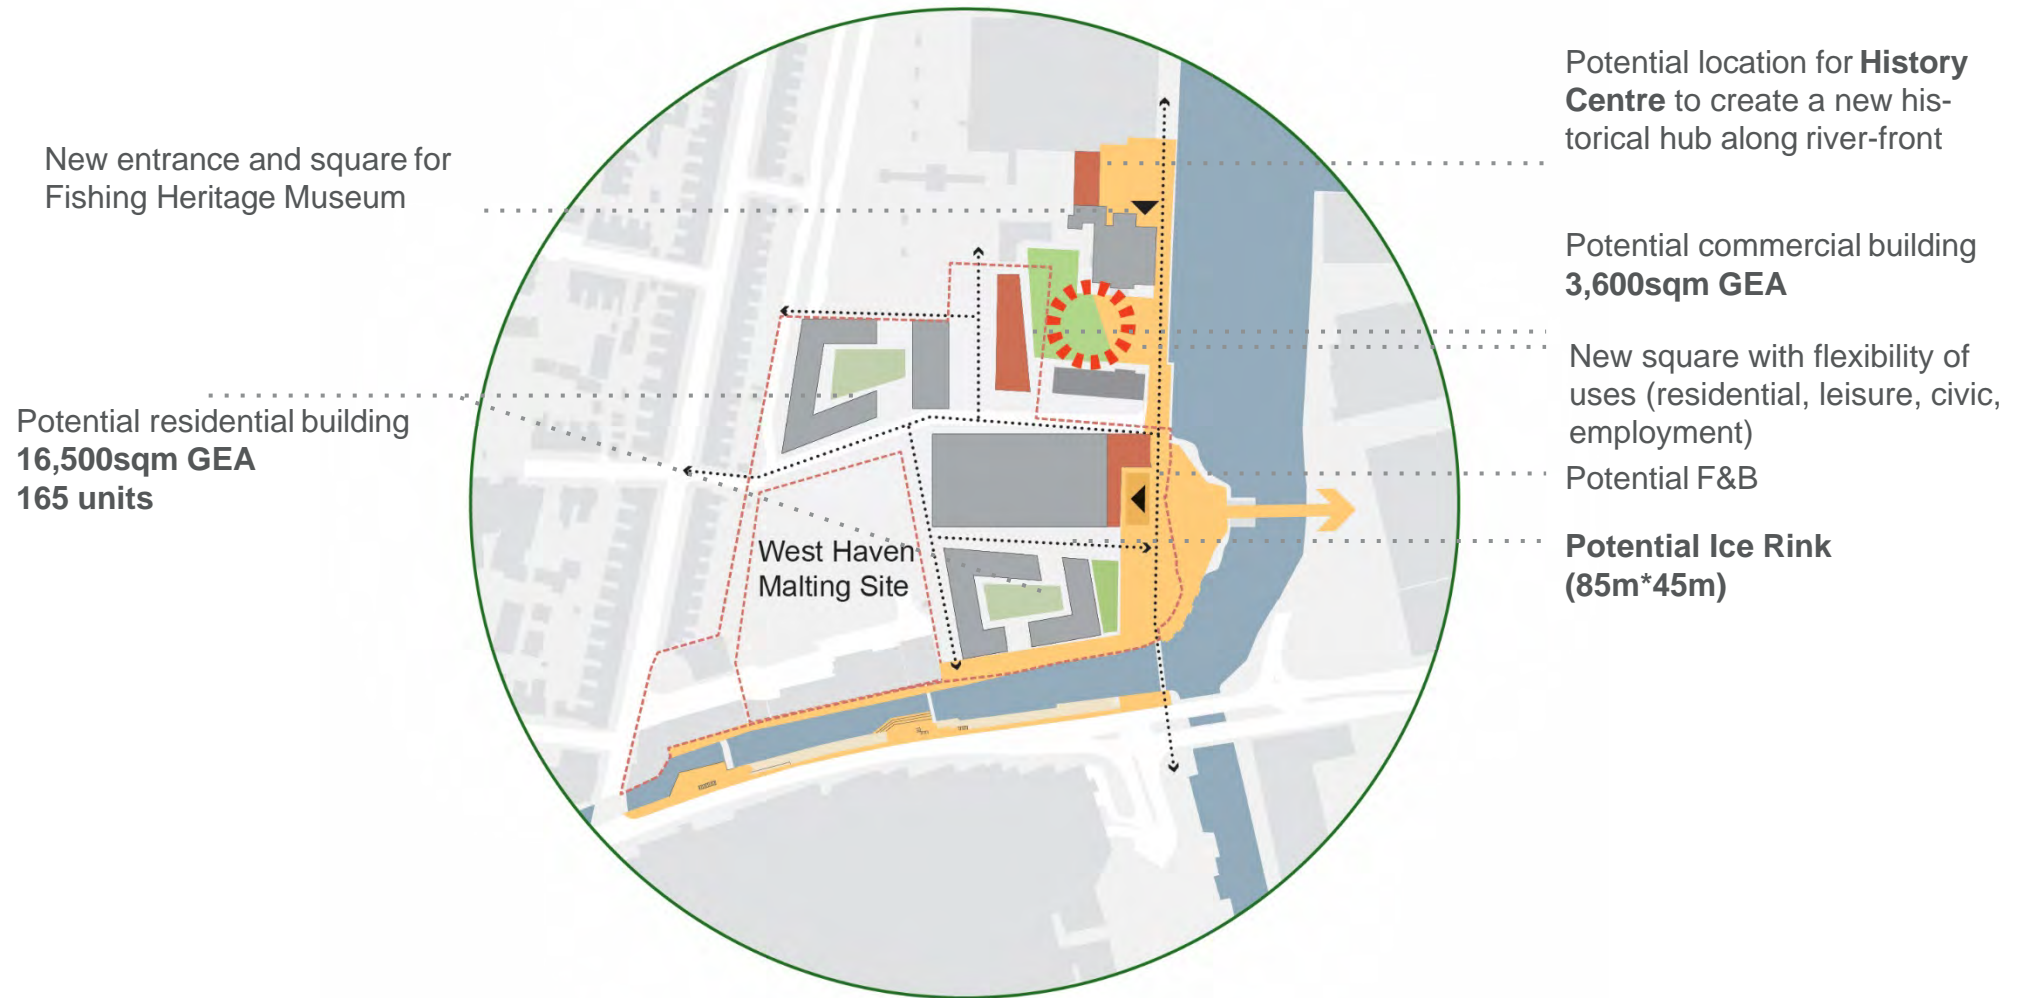 New entrance and square for
Fishing Heritage Museum
Potential residential building
16,500sqm GEA
165 units
West Haven
Malting Site
Potential location for History
Centre to create a new his-
torical hub along river-front
Potential commercial building
3,600sqm GEA
New square with flexibility of
uses (residential, leisure, civic,
employment)
Potential F&B
Potential Ice Rink
(85m*45m)